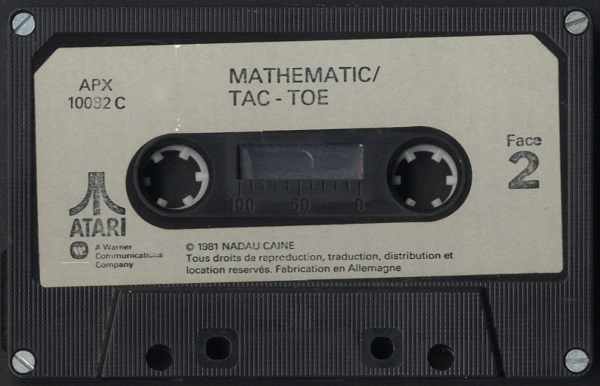 APX
10082 C
MATHEMATIC/
TAC - TOE
Face
2
100 50 0
ATARI
A Warner
Communications
Company
© 1981 NADAU CAINE
Tous droits de reproduction, traduction, distribution et
location reservés. Fabrication en Allemagne